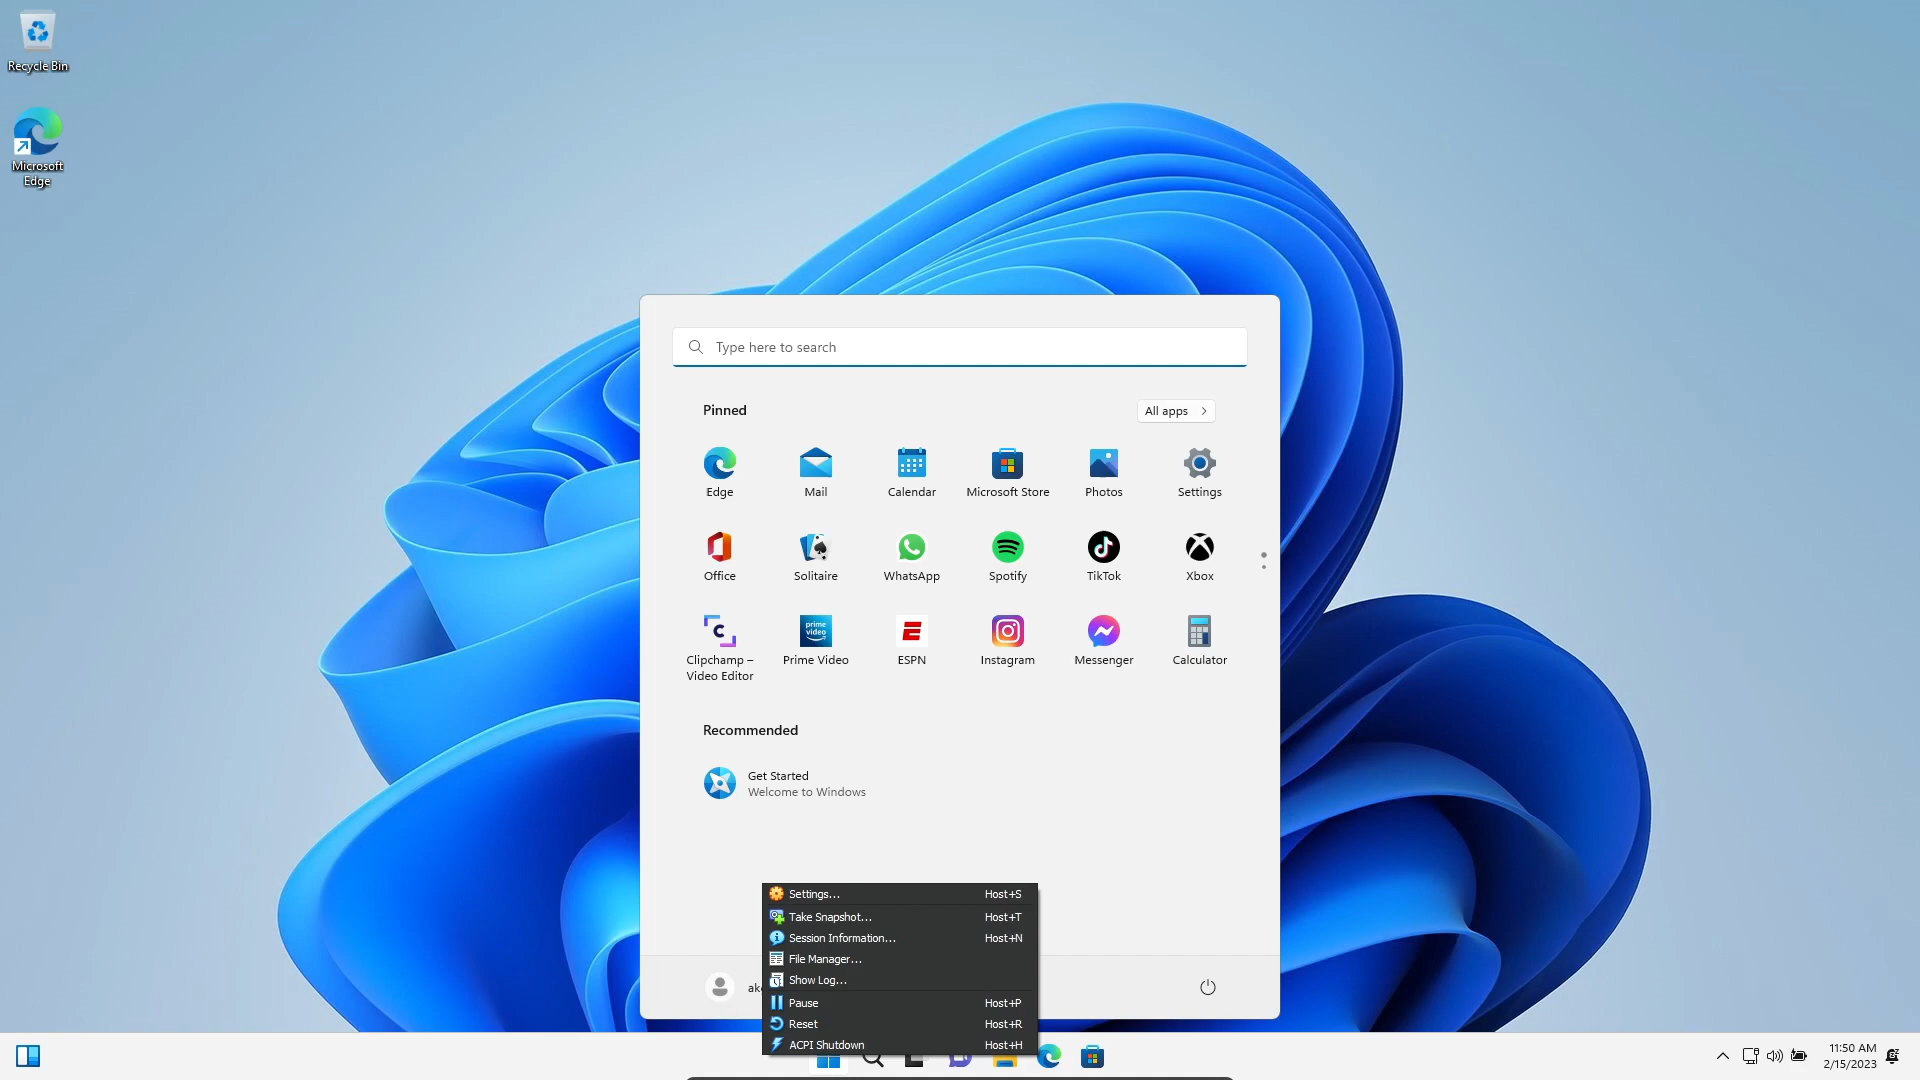 Recycle Bin
Microsoft
Edge
Type here to search
Pinned
All apps
Edge
Mail
Calendar
Microsoft Store
Photos
Settings
Office
Solitaire
WhatsApp
Spotify
TikTok
Xbox
prime
video
Clipchamp –
Video Editor
Prime Video
ESPN
Instagram
Messenger
Calculator
Recommended
Get Started
Welcome to Windows
Settings... Host+S
Take Snapshot... Host+T
Session Information... Host+N
File Manager...
Show Log...
Pause Host+P
Reset Host+R
ACPI Shutdown Host+H
11:50 AM
2/15/2023